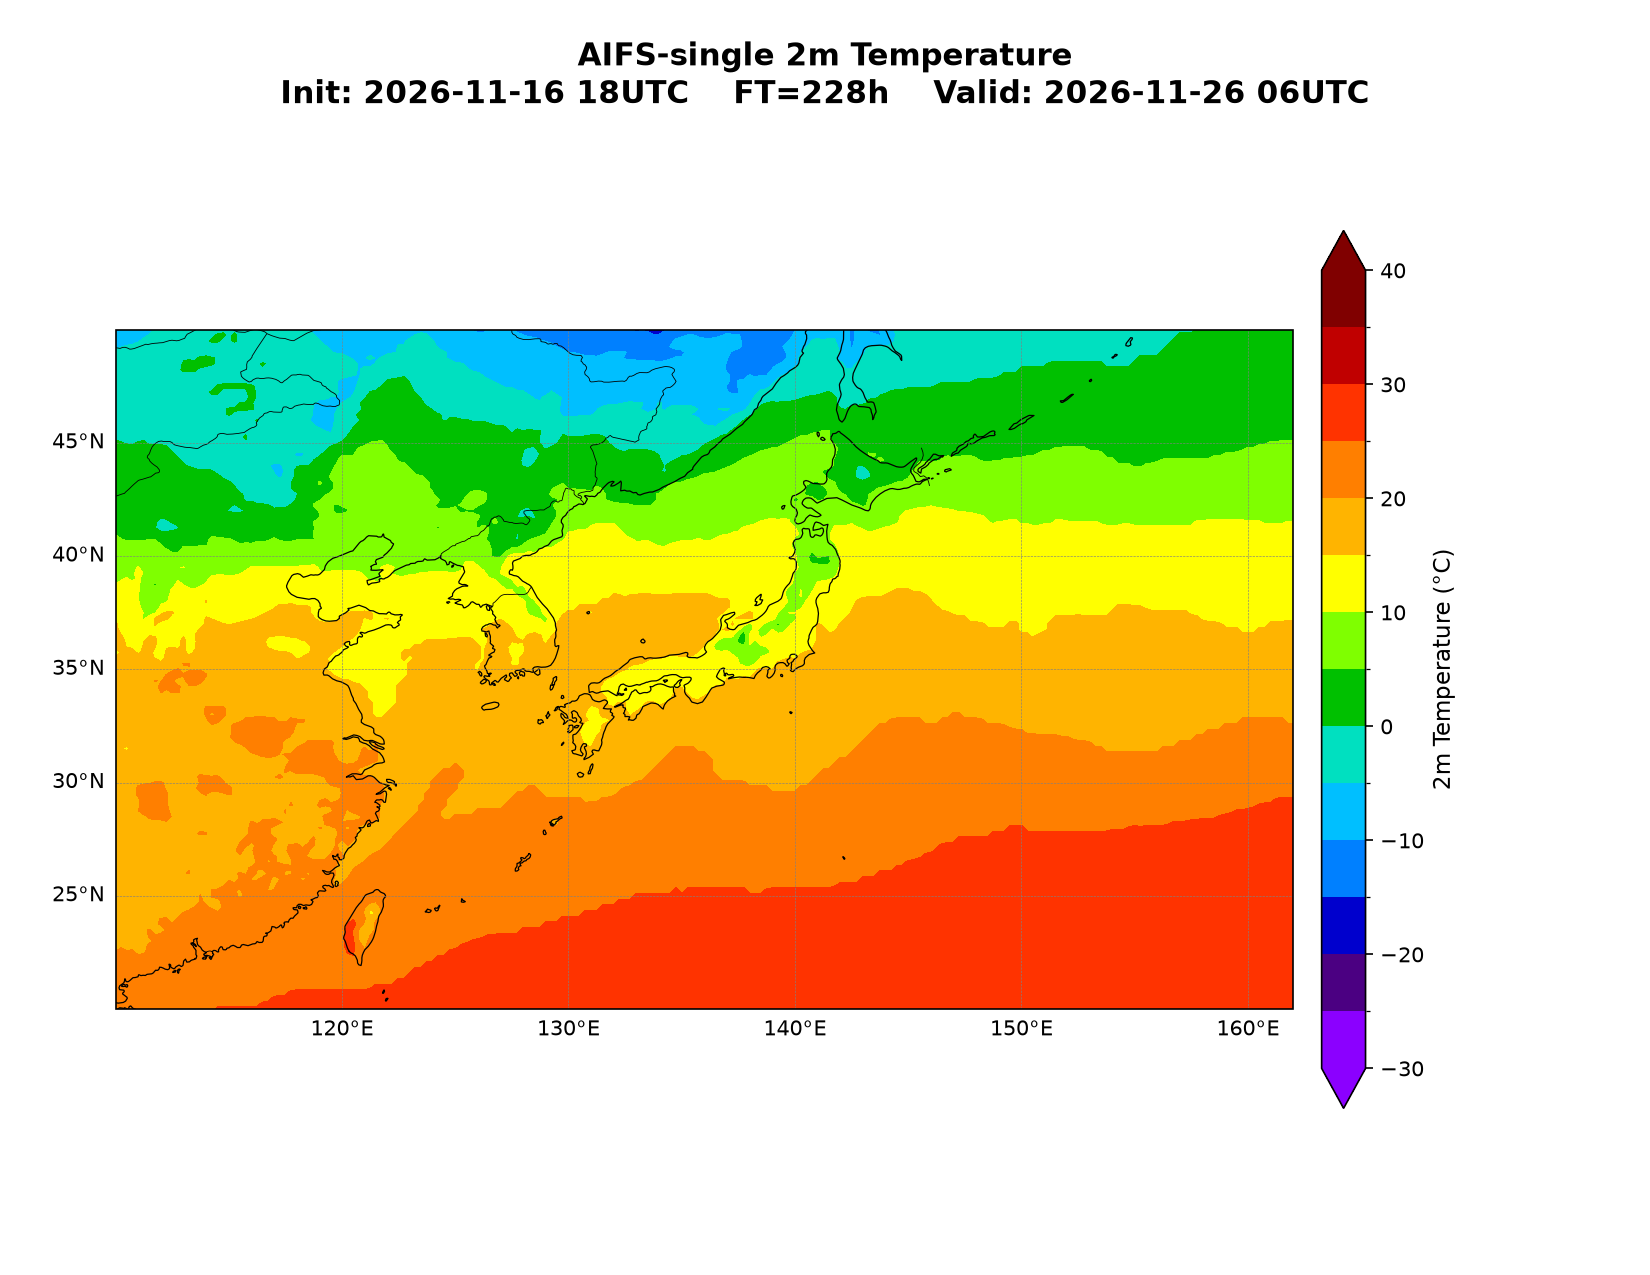 AIFS-single 2m Temperature
Init: 2026-11-16 18UTC    FT=228h    Valid: 2026-11-26 06UTC
45°N
40°N
35°N
30°N
25°N
120°E
130°E
140°E
150°E
160°E
40
30
20
10
0
−10
−20
−30
2m Temperature (°C)